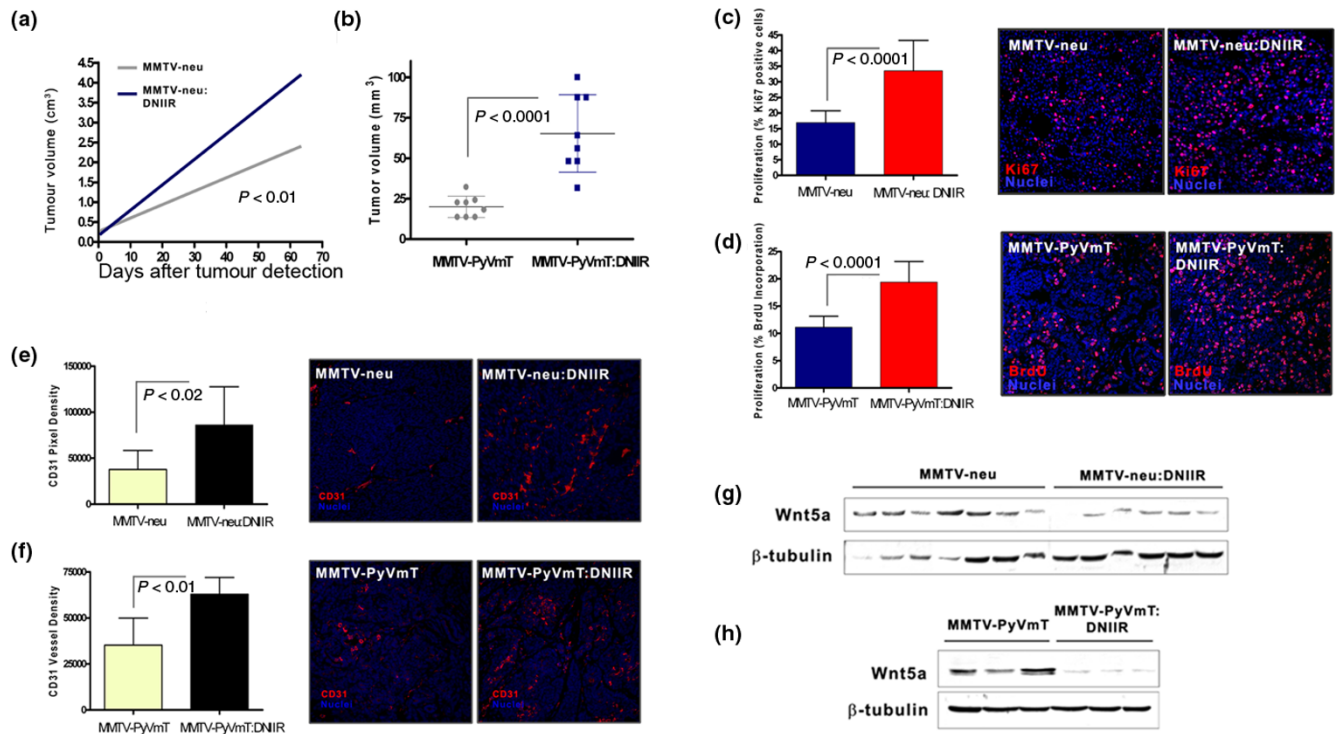 (a)
MMTV-neu
MMTV-neu:
DNIIR
Tumour volume (cm³)
4.5
4.0
3.5
3.0
2.5
2.0
1.5
1.0
0.5
0.0
P < 0.01
0 10 20 30 40 50 60 70
Days after tumour detection
(b)
Tumor volume (mm³)
100
75
50
25
0
P < 0.0001
MMTV-PyVmT MMTV-PyVmT:DNIIR
(c)
Proliferation (% Ki67 positive cells)
45
40
35
30
25
20
15
10
5
0
P < 0.0001
MMTV-neu MMTV-neu:DNIIR
MMTV-neu
Ki67
Nuclei
MMTV-neu:DNIIR
Ki67
Nuclei
(d)
Proliferation (% BrdU Incorporation)
25
20
15
10
5
0
P < 0.0001
MMTV-PyVmT MMTV-PyVmT:DNIIR
MMTV-PyVmT
BrdU
Nuclei
MMTV-PyVmT:
DNIIR
BrdU
Nuclei
(e)
CD31 Pixel Density
150000
100000
50000
0
P < 0.02
MMTV-neu MMTV-neu:DNIIR
MMTV-neu
CD31
Nuclei
MMTV-neu:DNIIR
CD31
Nuclei
(f)
CD31 Vessel Density
75000
50000
25000
0
P < 0.01
MMTV-PyVmT MMTV-PyVmT:DNIIR
MMTV-PyVmT
CD31
Nuclei
MMTV-PyVmT:DNIIR
CD31
Nuclei
(g)
MMTV-neu MMTV-neu:DNIIR
Wnt5a
β-tubulin
(h)
MMTV-PyVmT
MMTV-PyVmT:
DNIIR
Wnt5a
β-tubulin